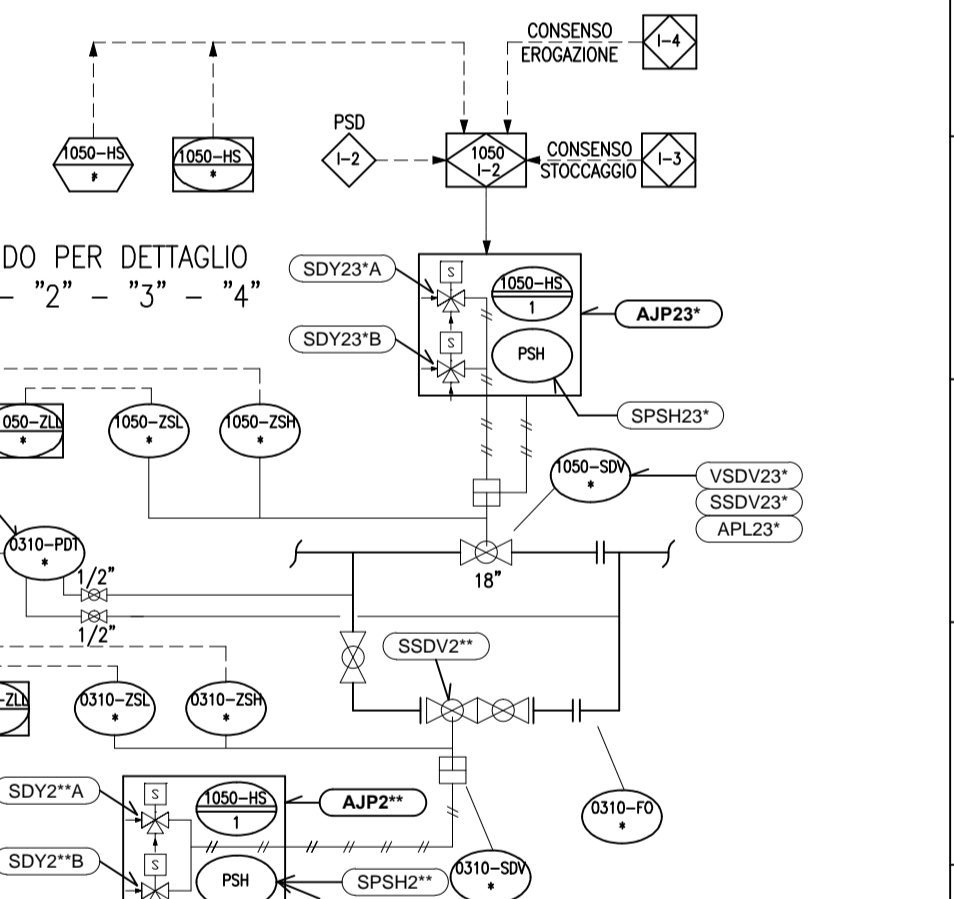 CONSENSO
EROGAZIONE
I-4
PSD
I-2
1050
I-2
CONSENSO
STOCCAGGIO
I-3
1050-HS
*
1050-HS
*
DO PER DETTAGLIO
- "2" - "3" - "4"
SDY23*A
S
1050-HS
1
AJP23*
SDY23*B
S
PSH
SPSH23*
050-ZLL
*
1050-ZSL
*
1050-ZSH
*
1050-SDV
*
VSDV23*
SSDV23*
APL23*
0310-PDT
*
1/2"
1/2"
18"
SSDV2**
-ZLL
0310-ZSL
*
0310-ZSH
*
SDY2**A
S
1050-HS
1
AJP2**
0310-FO
*
SDY2**B
S
PSH
SPSH2**
0310-SDV
*